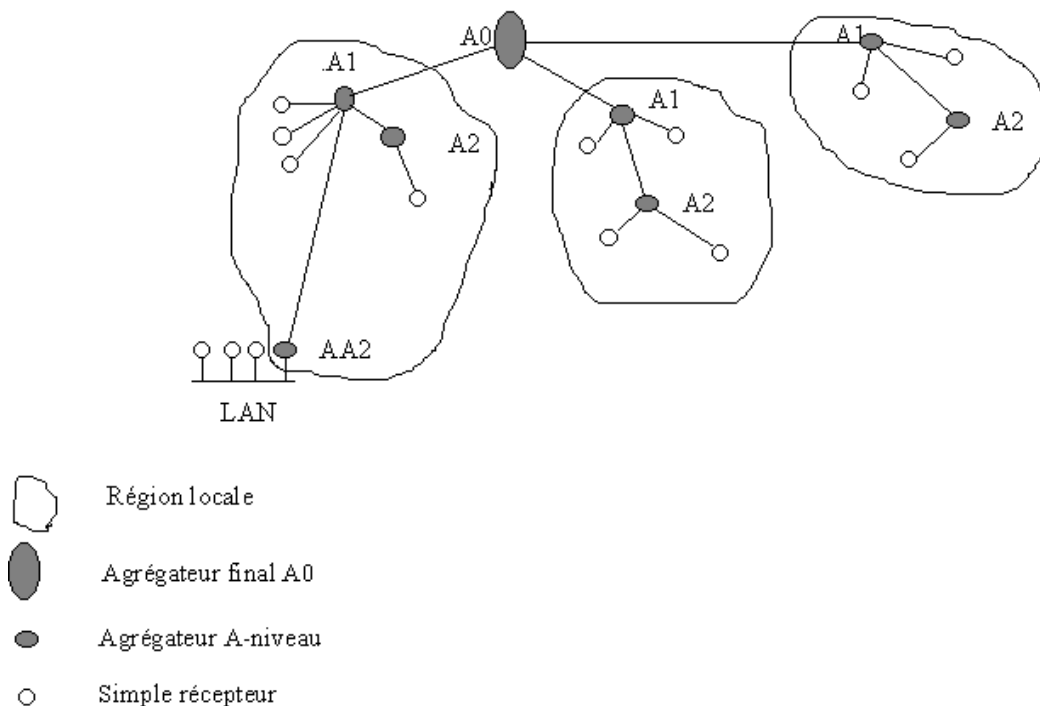 A0
A1
A2
AA2
LAN
A1
A2
A1
A2
Région locale
Agrégateur final A0
Agrégateur A-niveau
Simple récepteur